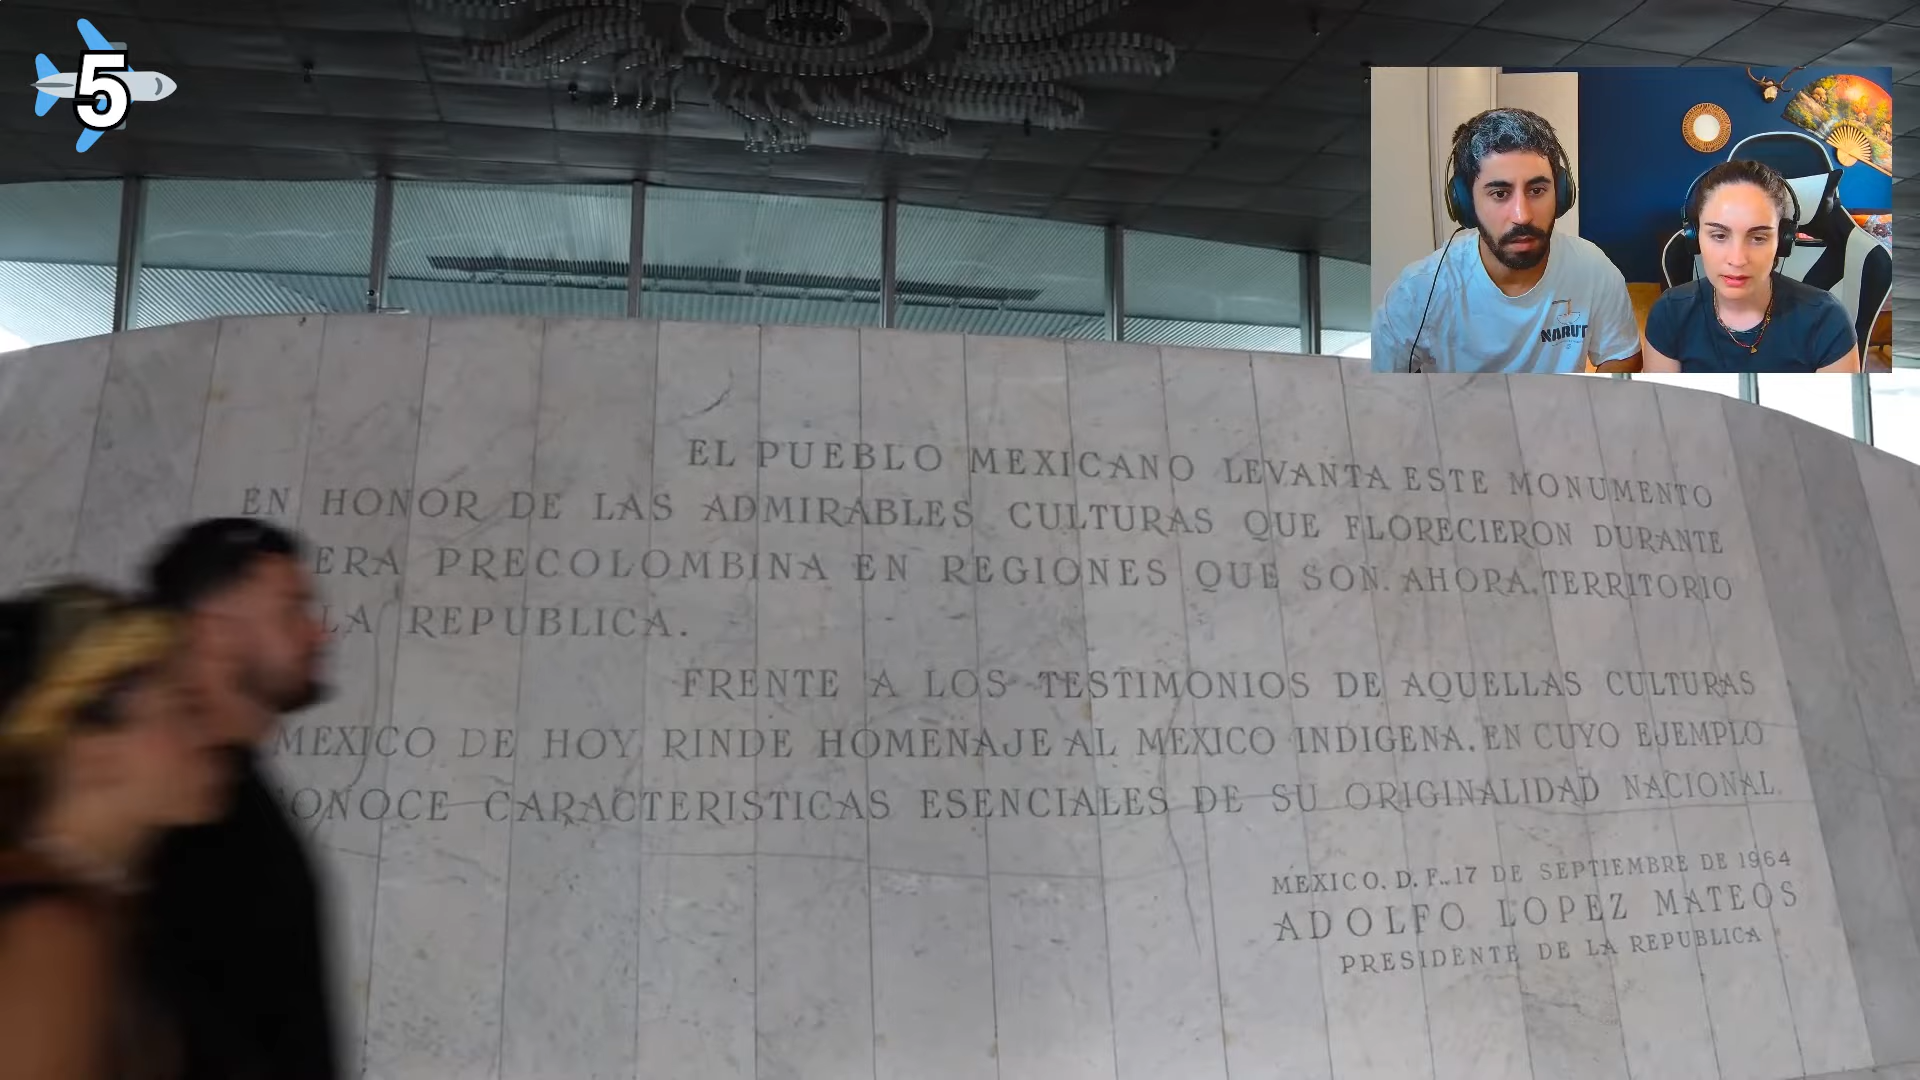 5
NARUT
EL PUEBLO MEXICANO LEVANTA ESTE MONUMENTO
EN HONOR DE LAS ADMIRABLES CULTURAS QUE FLORECIERON DURANTE
ERA PRECOLOMBINA EN REGIONES QUE SON. AHORA, TERRITORIO
LA REPUBLICA.
FRENTE A LOS TESTIMONIOS DE AQUELLAS CULTURAS
MEXICO DE HOY RINDE HOMENAJE AL MEXICO INDIGENA, EN CUYO EJEMPLO
CARACTERISTICAS ESENCIALES DE SU ORIGINALIDAD NACIONAL.
MEXICO, D. F., 17 DE SEPTIEMBRE DE 1964
ADOLFO LOPEZ MATEOS
PRESIDENTE DE LA REPUBLICA